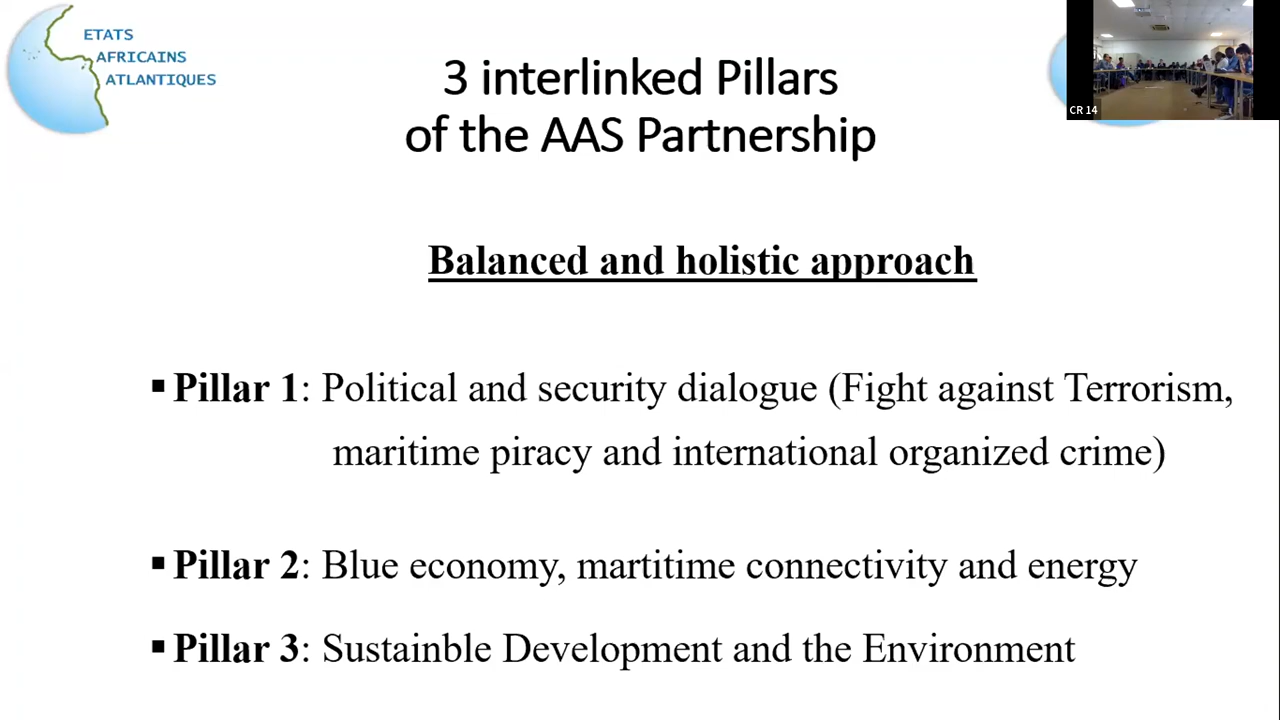 ETATS
AFRICAINS
ATLANTIQUES
3 interlinked Pillars
of the AAS Partnership
CR 14
Balanced and holistic approach
▪ Pillar 1: Political and security dialogue (Fight against Terrorism,
maritime piracy and international organized crime)
▪ Pillar 2: Blue economy, martitime connectivity and energy
▪ Pillar 3: Sustainble Development and the Environment